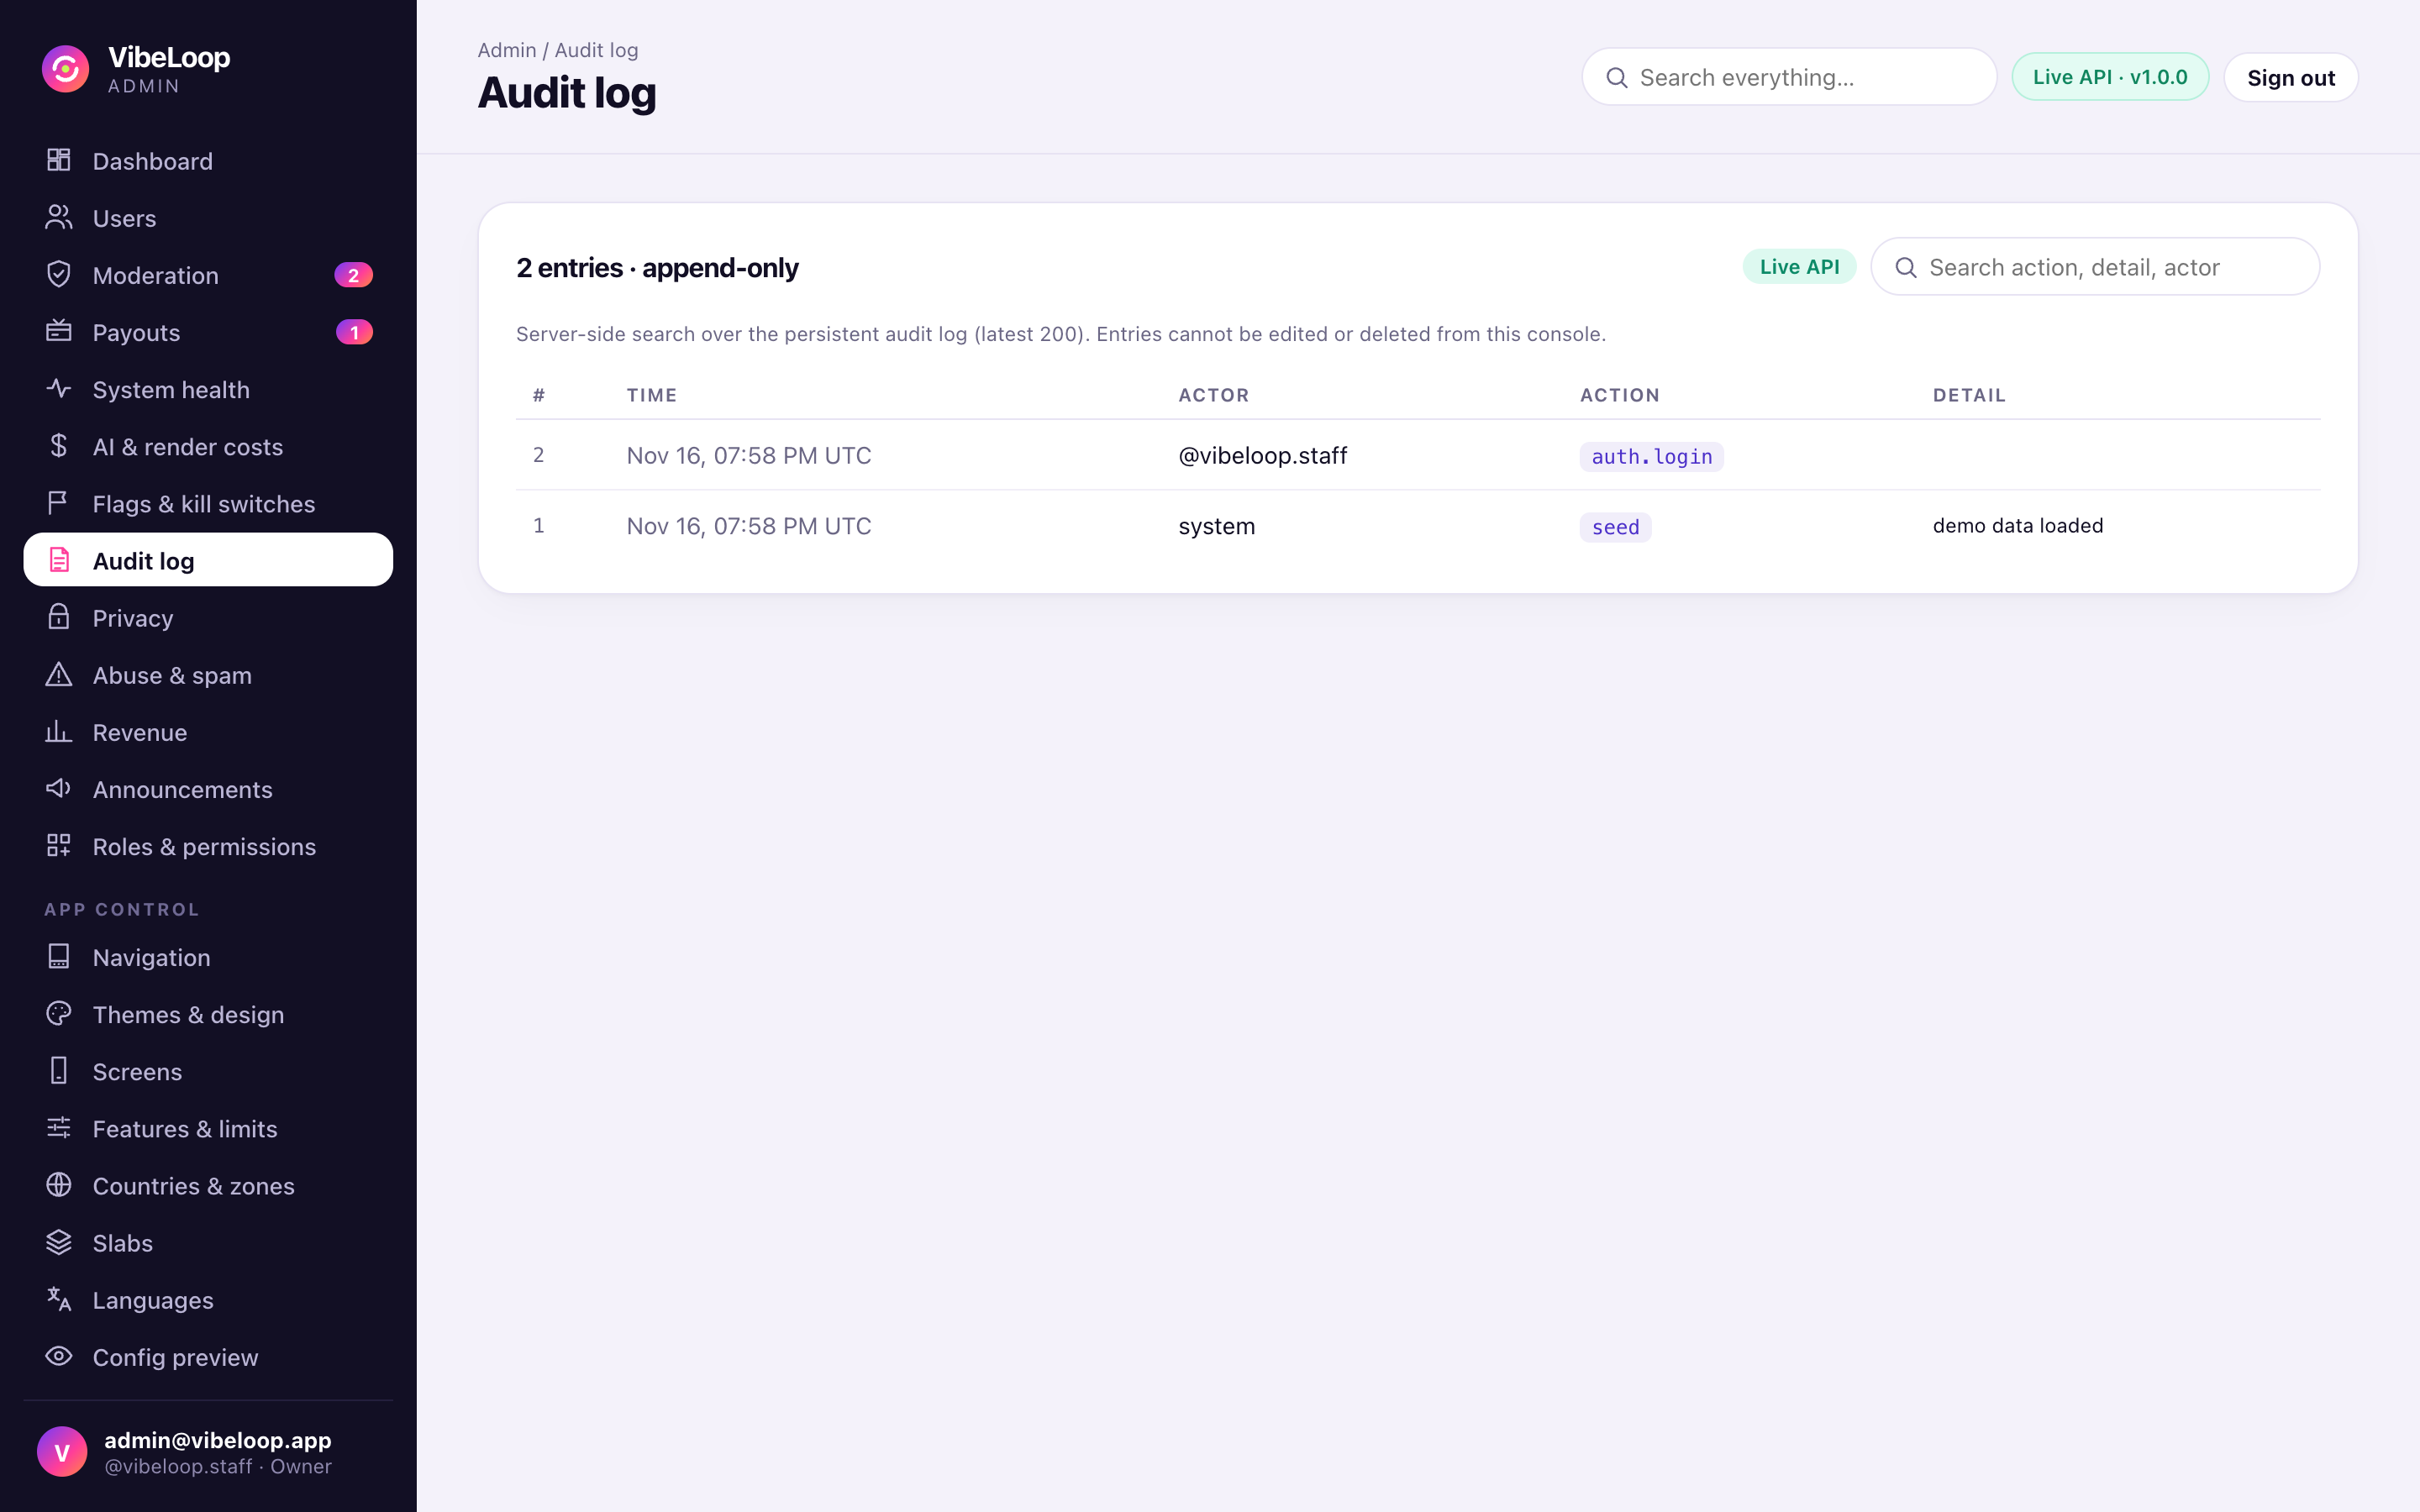 VibeLoop
ADMIN
Dashboard
Users
Moderation 2
Payouts 1
System health
AI & render costs
Flags & kill switches
Audit log
Privacy
Abuse & spam
Revenue
Announcements
Roles & permissions
APP CONTROL
Navigation
Themes & design
Screens
Features & limits
Countries & zones
Slabs
Languages
Config preview
V
admin@vibeloop.app
@vibeloop.staff · Owner
Admin / Audit log
Audit log
Search everything...
Live API · v1.0.0
Sign out
2 entries · append-only
Live API
Search action, detail, actor
Server-side search over the persistent audit log (latest 200). Entries cannot be edited or deleted from this console.
# TIME ACTOR ACTION DETAIL
2 Nov 16, 07:58 PM UTC @vibeloop.staff auth.login
1 Nov 16, 07:58 PM UTC system seed demo data loaded